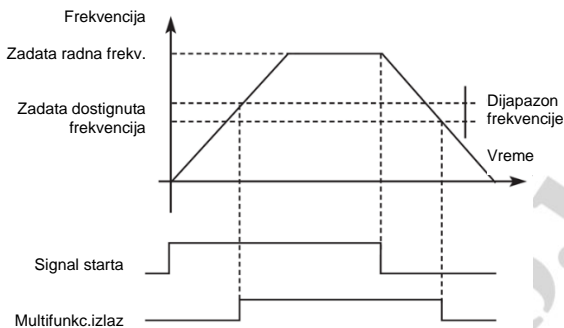 Frekvencija
Zadata radna frekv.
Zadata dostignuta
frekvencija
Dijapazon
frekvencije
Vreme
Signal starta
Multifunkc.izlaz